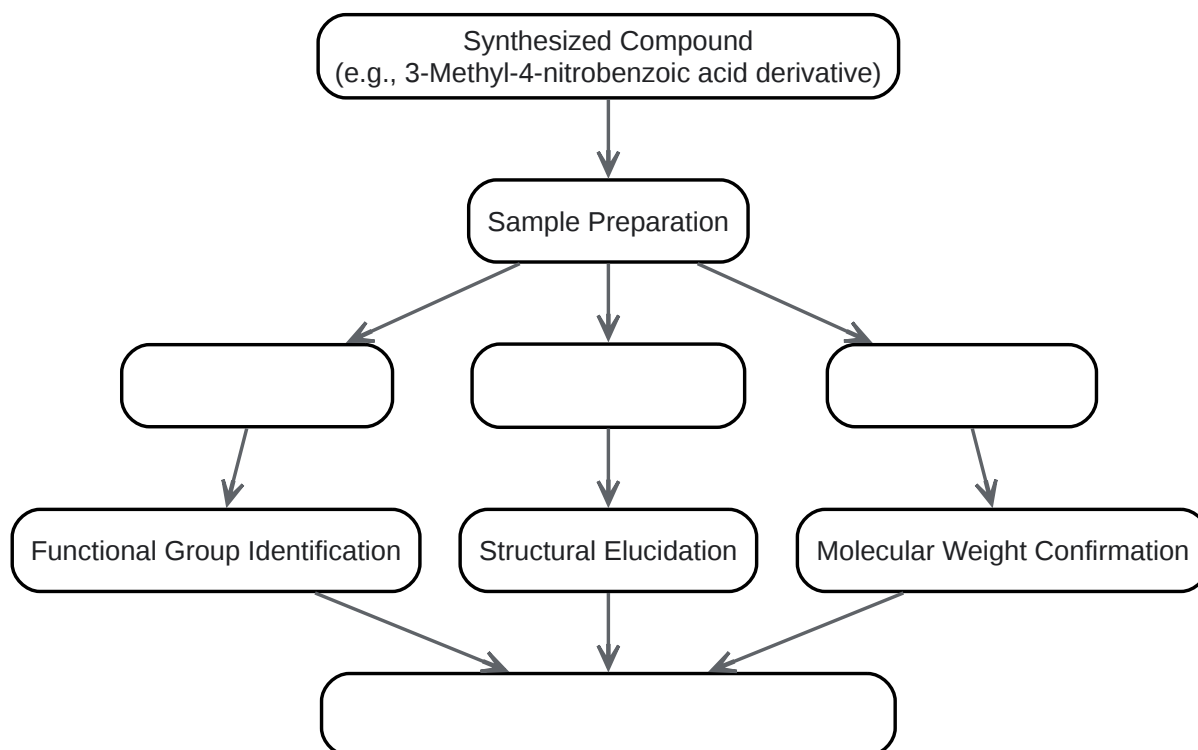 Synthesized Compound
(e.g., 3-Methyl-4-nitrobenzoic acid derivative)
Sample Preparation
Functional Group Identification
Structural Elucidation
Molecular Weight Confirmation